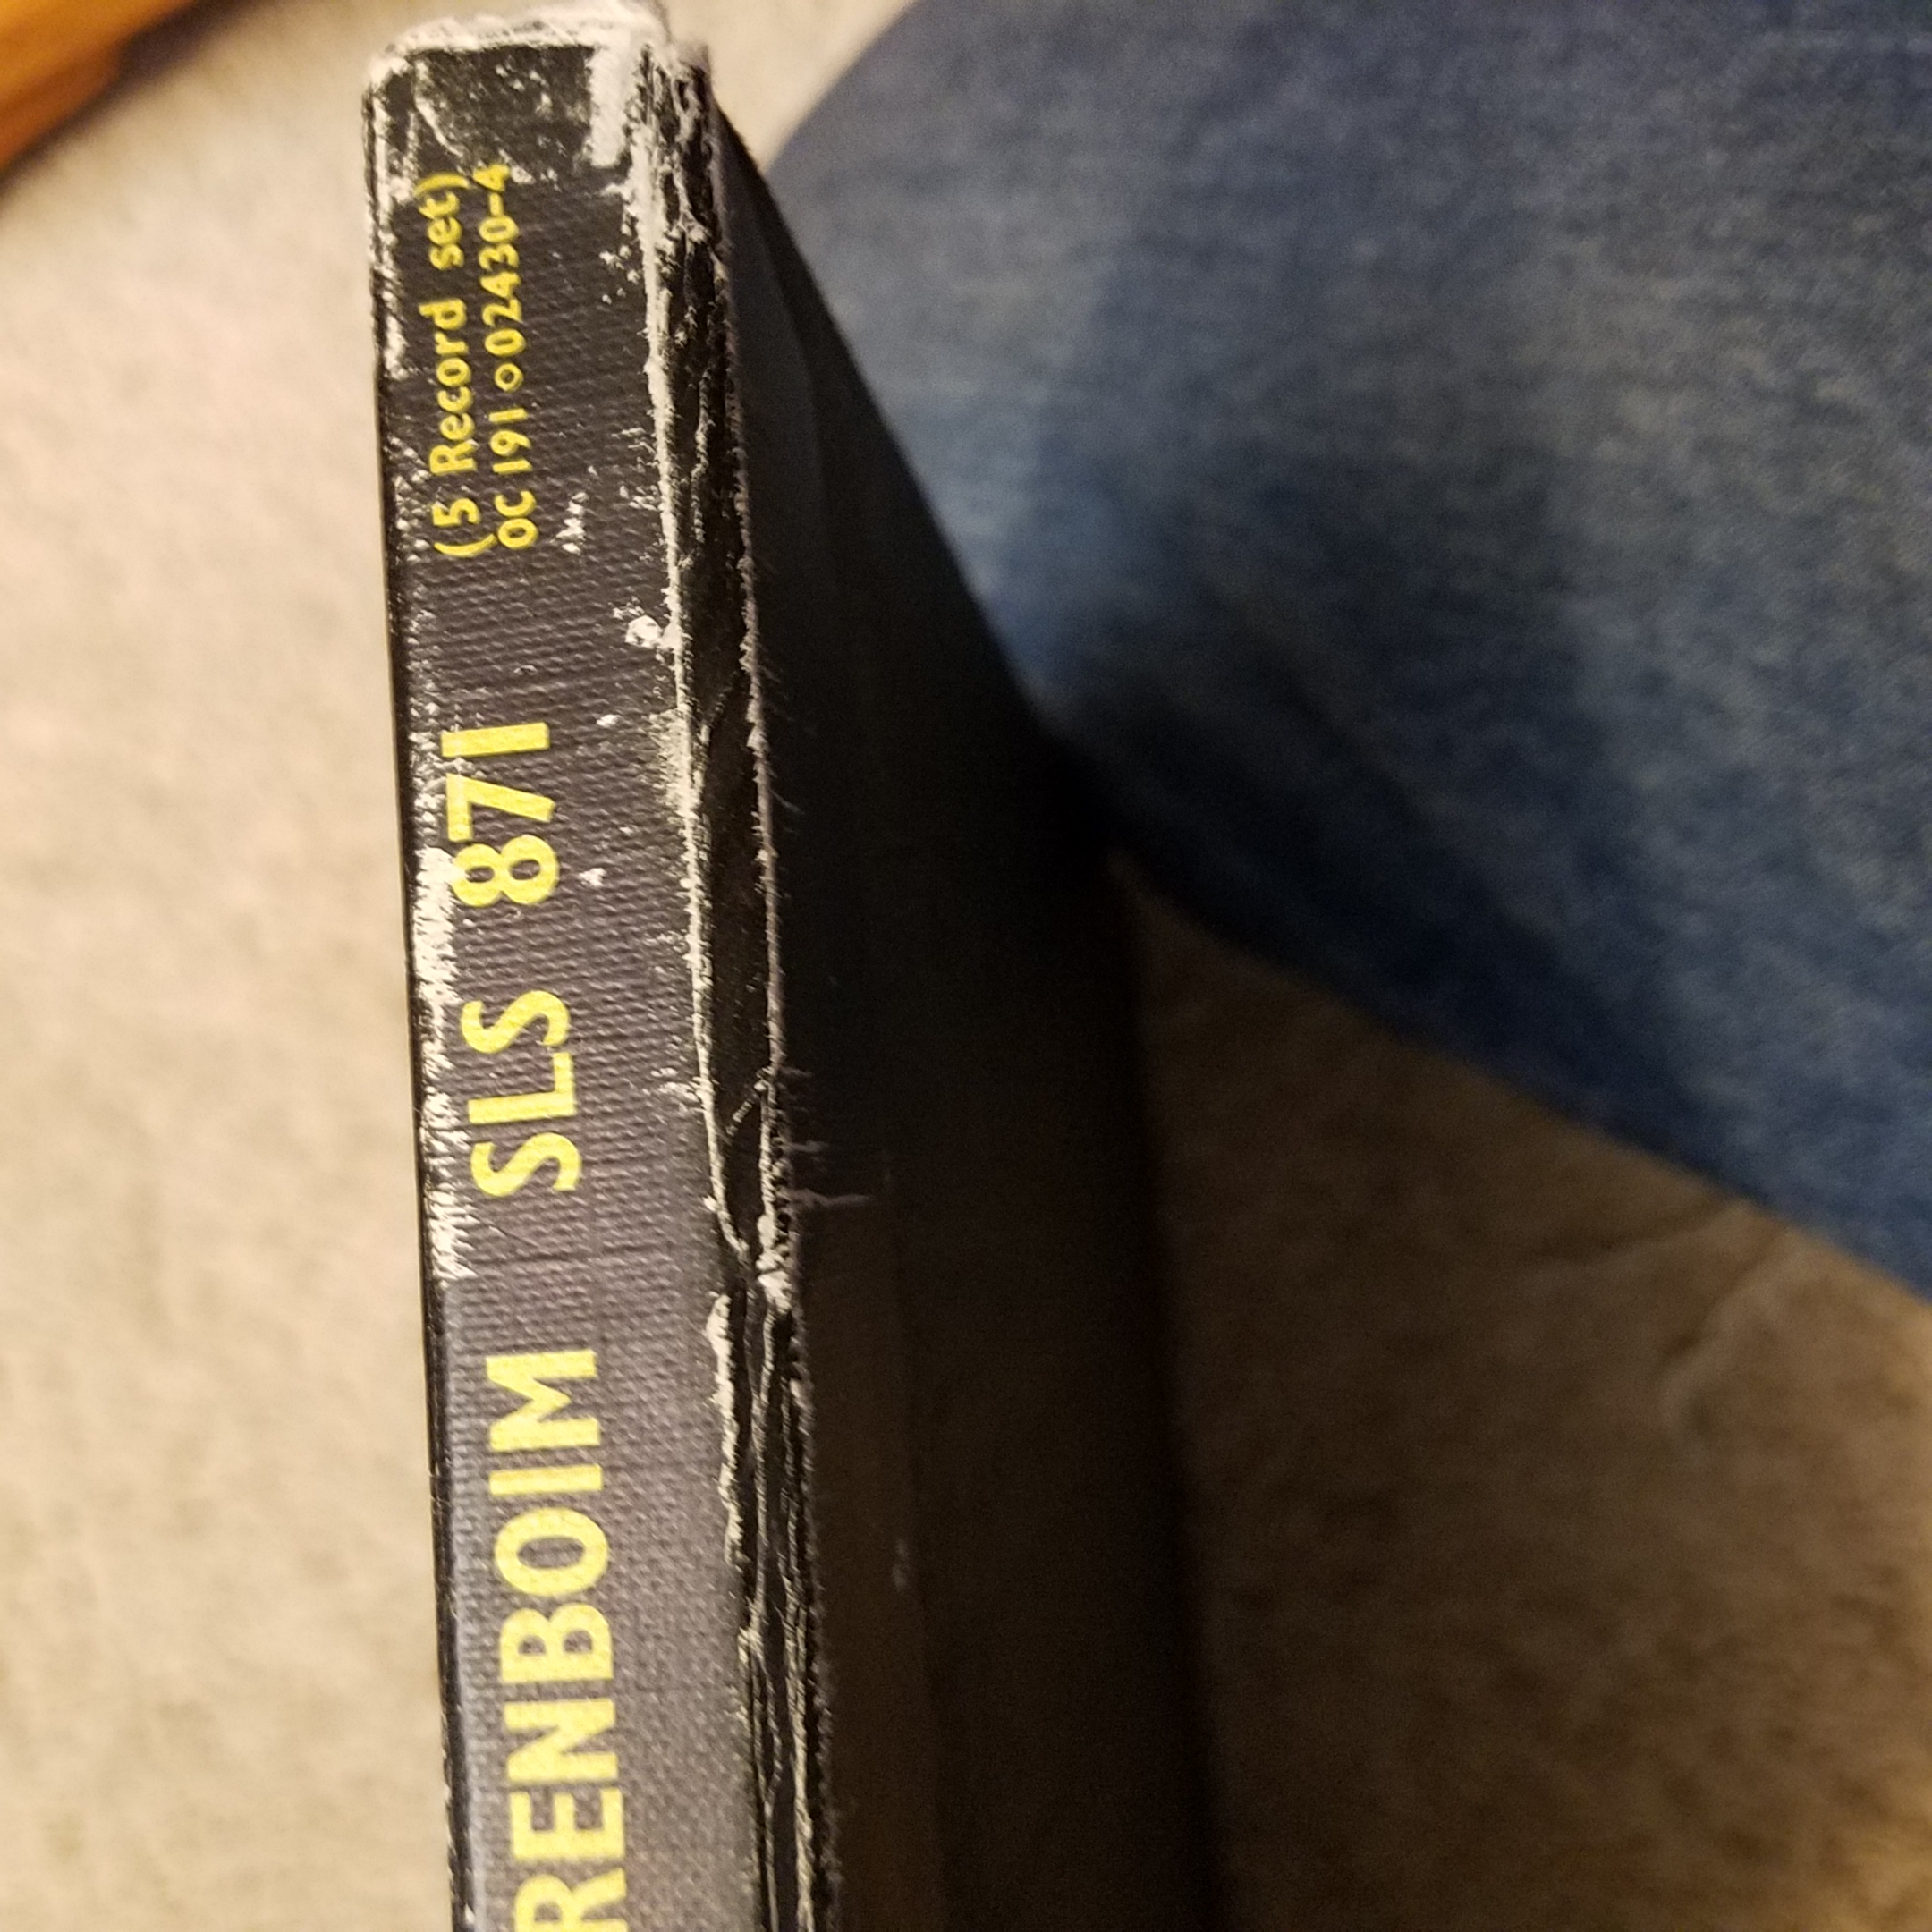 RENBOIM SLS 871
(5 Record set)
OC 191 o 02430-4